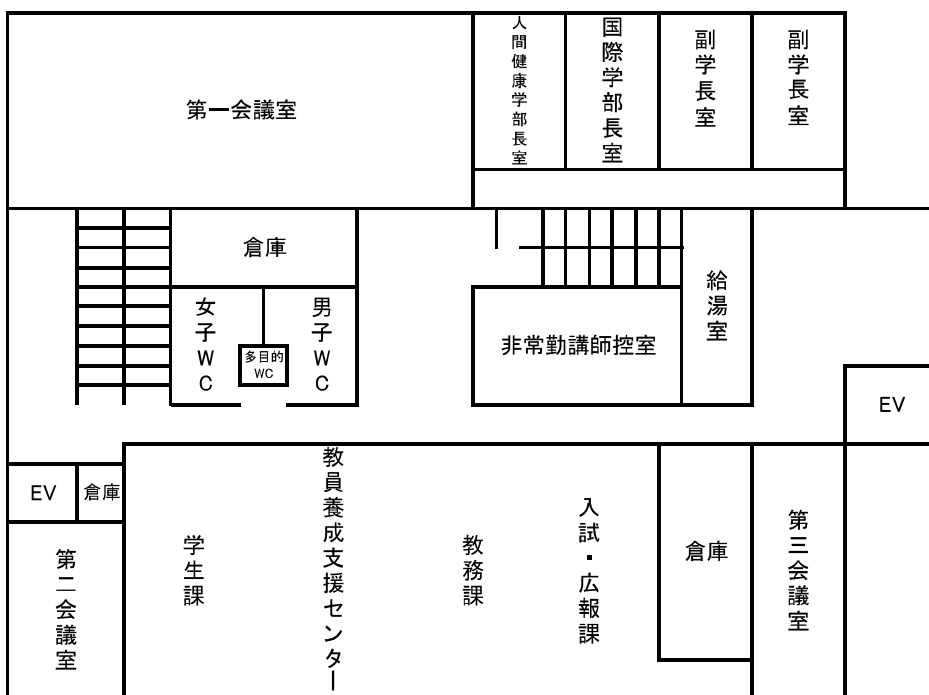 第一会議室
人間健康学部長室
国際学部長室
副学長室
副学長室
倉庫
女子WC
多目的
WC
男子WC
非常勤講師控室
給湯室
EV
EV
倉庫
第二会議室
学生課
教員養成支援センター
教務課
入試・広報課
倉庫
第三会議室